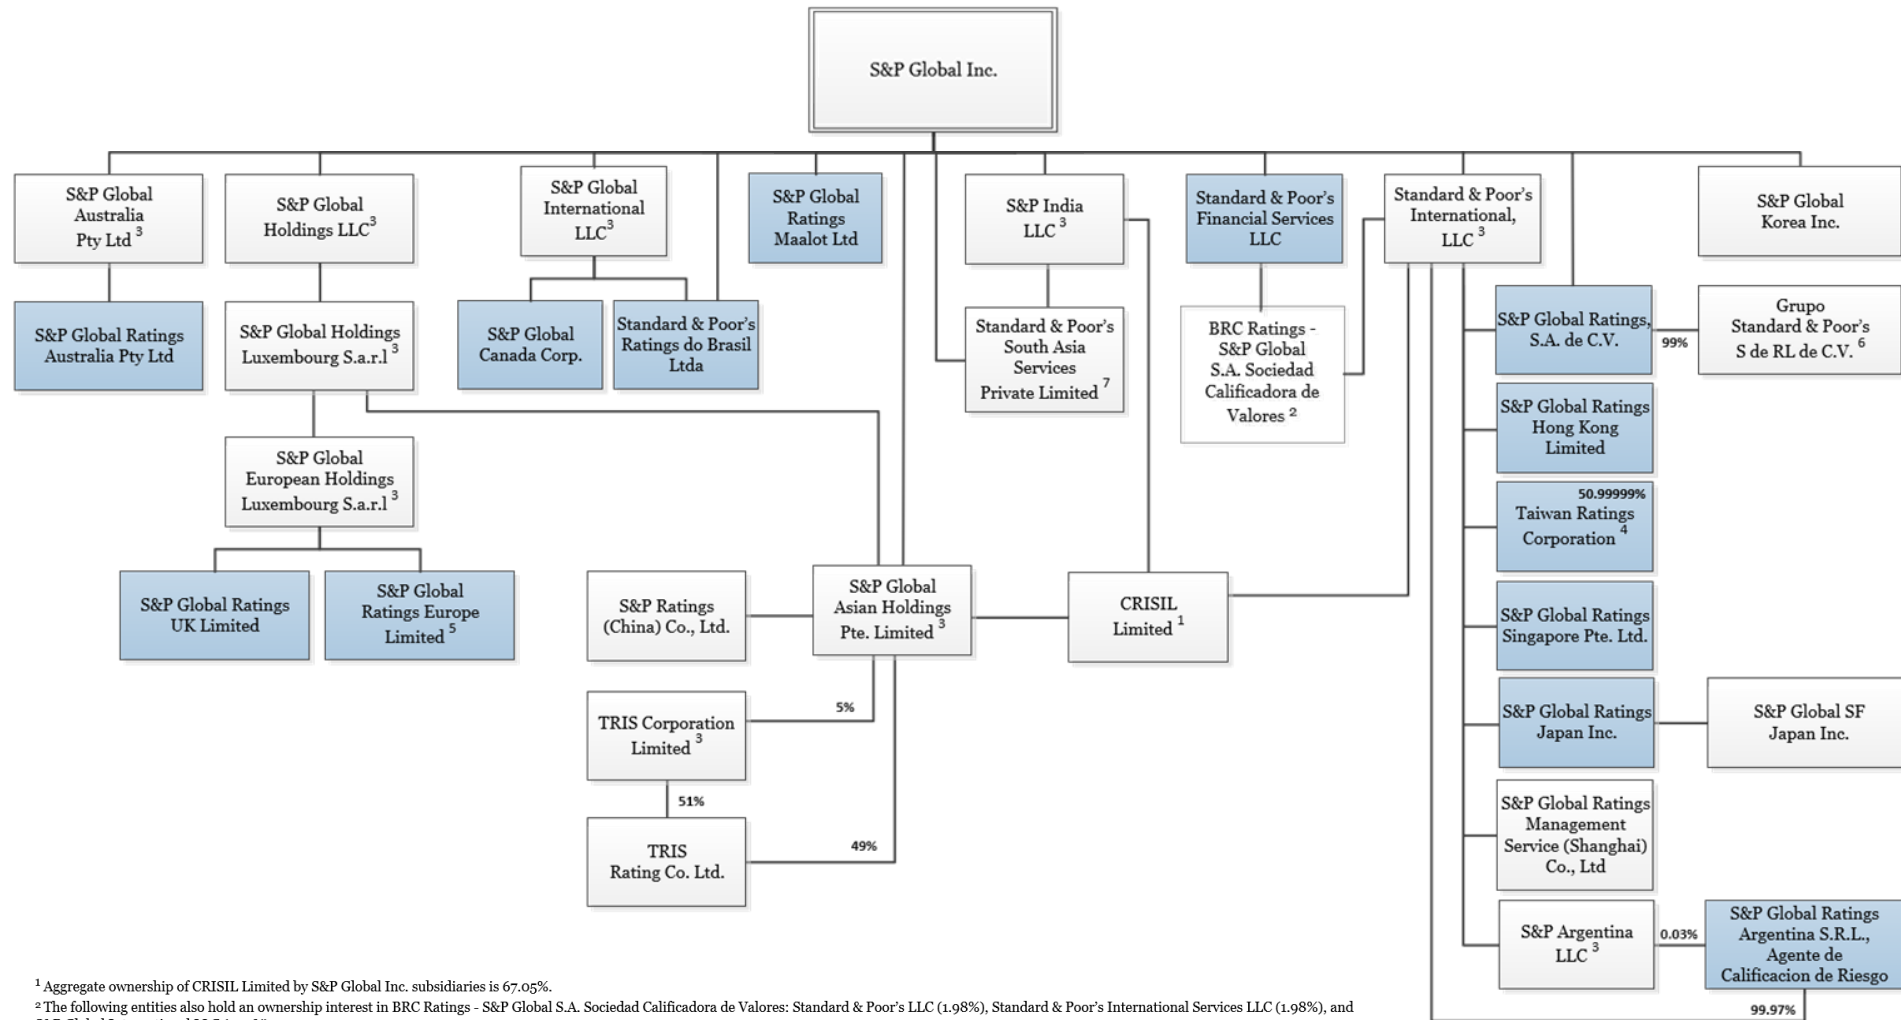 S&P Global Inc.
S&P Global
Australia
Pty Ltd 3
S&P Global
Holdings LLC3
S&P Global
International
LLC3
S&P Global
Ratings
Maalot Ltd
S&P India
LLC 3
Standard & Poor's
Financial Services
LLC
Standard & Poor's
International,
LLC 3
S&P Global
Korea Inc.
S&P Global Ratings
Australia Pty Ltd
S&P Global Holdings
Luxembourg S.a.r.l 3
S&P Global
Canada Corp.
Standard & Poor's
Ratings do Brasil
Ltda
Standard & Poor's
South Asia
Services
Private Limited 7
BRC Ratings -
S&P Global
S.A. Sociedad
Calificadora de
Valores 2
S&P Global Ratings,
S.A. de C.V.
99%
Grupo
Standard & Poor's
S de RL de C.V. 6
S&P Global
European Holdings
Luxembourg S.a.r.l 3
S&P Global Ratings
Hong Kong
Limited
50.99999%
Taiwan Ratings
Corporation 4
S&P Global Ratings
UK Limited
S&P Global
Ratings Europe
Limited 5
S&P Ratings
(China) Co., Ltd.
S&P Global
Asian Holdings
Pte. Limited 3
CRISIL
Limited 1
S&P Global Ratings
Singapore Pte. Ltd.
TRIS Corporation
Limited 3
5%
S&P Global Ratings
Japan Inc.
S&P Global SF
Japan Inc.
51%
TRIS
Rating Co. Ltd.
49%
S&P Global Ratings
Management
Service (Shanghai)
Co., Ltd
S&P Argentina
LLC 3
0.03%
S&P Global Ratings
Argentina S.R.L.,
Agente de
Calificacion de Riesgo
99.97%
1 Aggregate ownership of CRISIL Limited by S&P Global Inc. subsidiaries is 67.05%.
2 The following entities also hold an ownership interest in BRC Ratings - S&P Global S.A. Sociedad Calificadora de Valores: Standard & Poor's LLC (1.98%), Standard & Poor's International Services LLC (1.98%), and